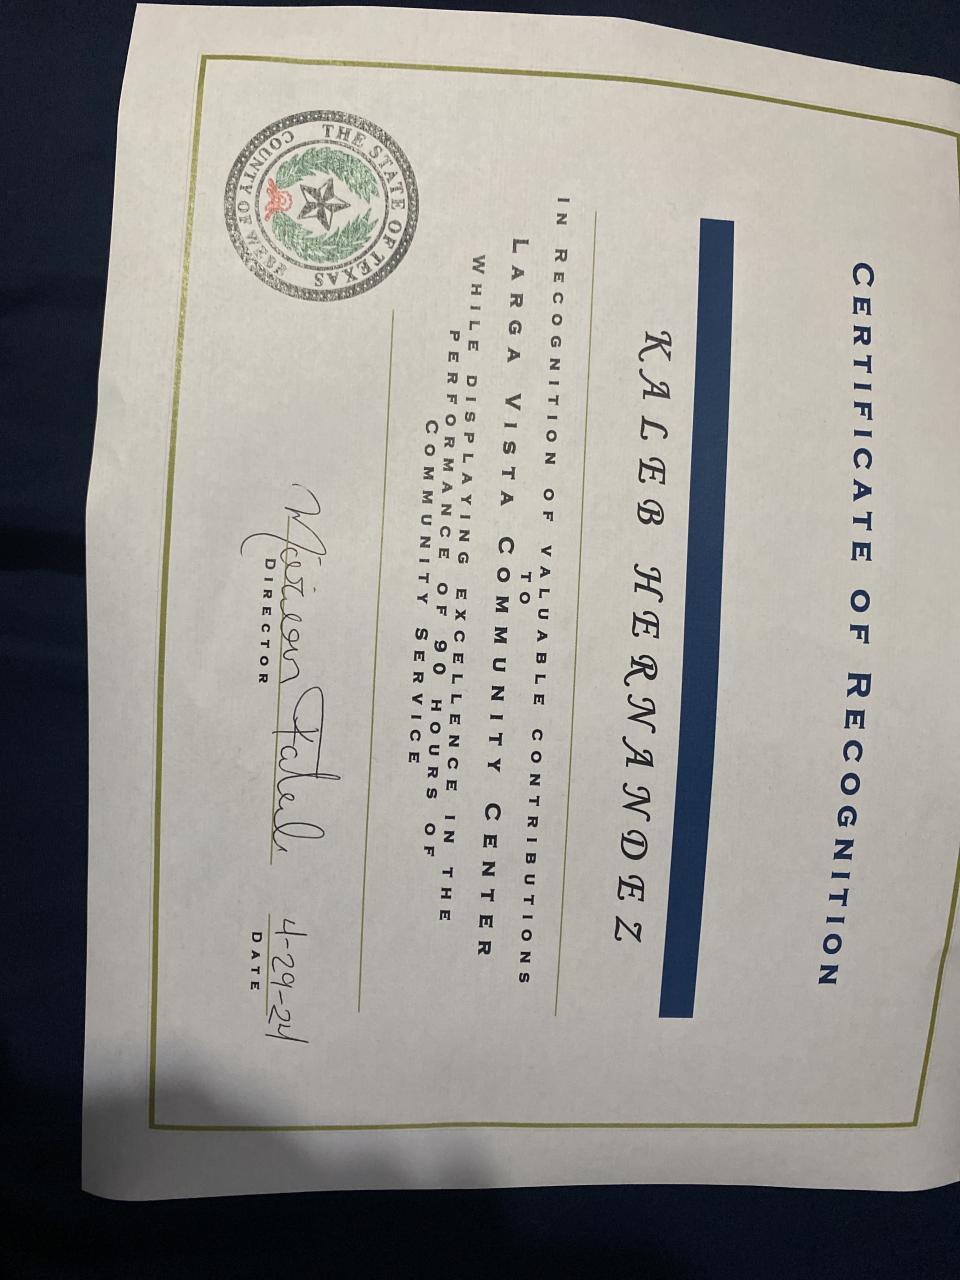 CERTIFICATE OF RECOGNITION
KALEB HERNANDEZ
IN RECOGNITION OF VALUABLE CONTRIBUTIONS
TO
LARGA VISTA COMMUNITY CENTER
WHILE DISPLAYING EXCELLENCE IN THE
PERFORMANCE OF 90 HOURS OF
COMMUNITY SERVICE
THE STATE OF TEXAS
COUNTY OF WEBB
4-29-24
DIRECTOR
DATE